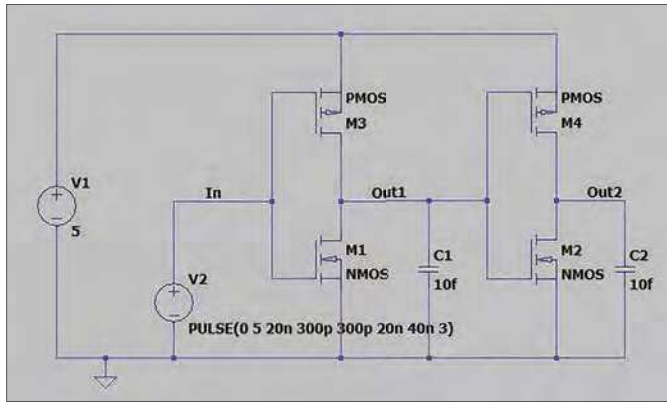 PMOS
M3
PMOS
M4
V1
5
In
Out1
Out2
M1
NMOS
C1
10f
M2
NMOS
C2
10f
V2
PULSE(0 5 20n 300p 300p 20n 40n 3)